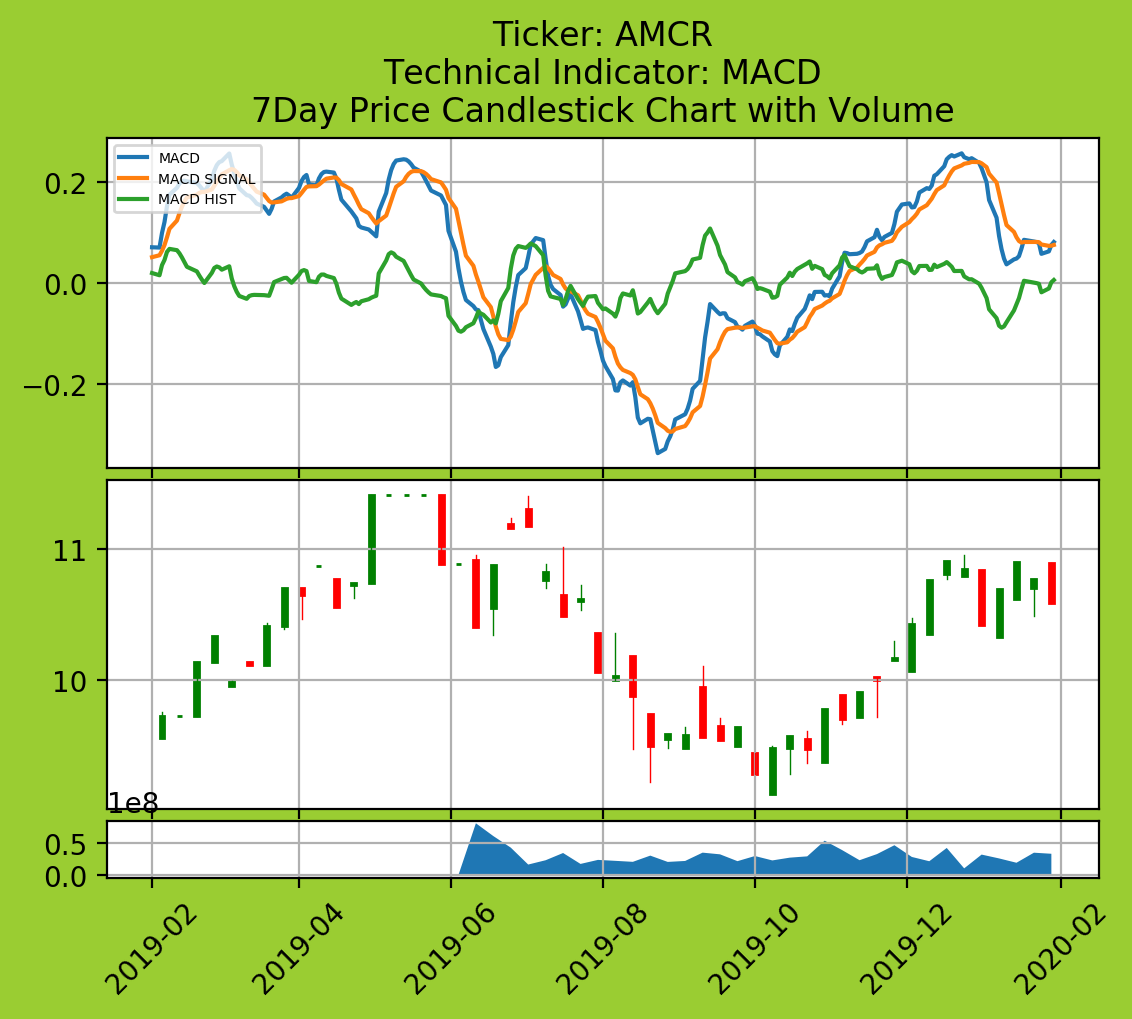 Ticker: AMCR
Technical Indicator: MACD
7Day Price Candlestick Chart with Volume
MACD
MACD SIGNAL
MACD HIST
0.2
0.0
−0.2
11
10
1e8
0.5
0.0
2019-02
2019-04
2019-06
2019-08
2019-10
2019-12
2020-02